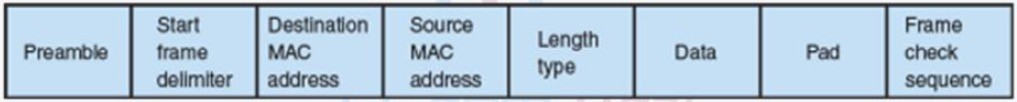 Preamble
Start
frame
delimiter
Destination
MAC
address
Source
MAC
address
Length
type
Data
Pad
Frame
check
sequence